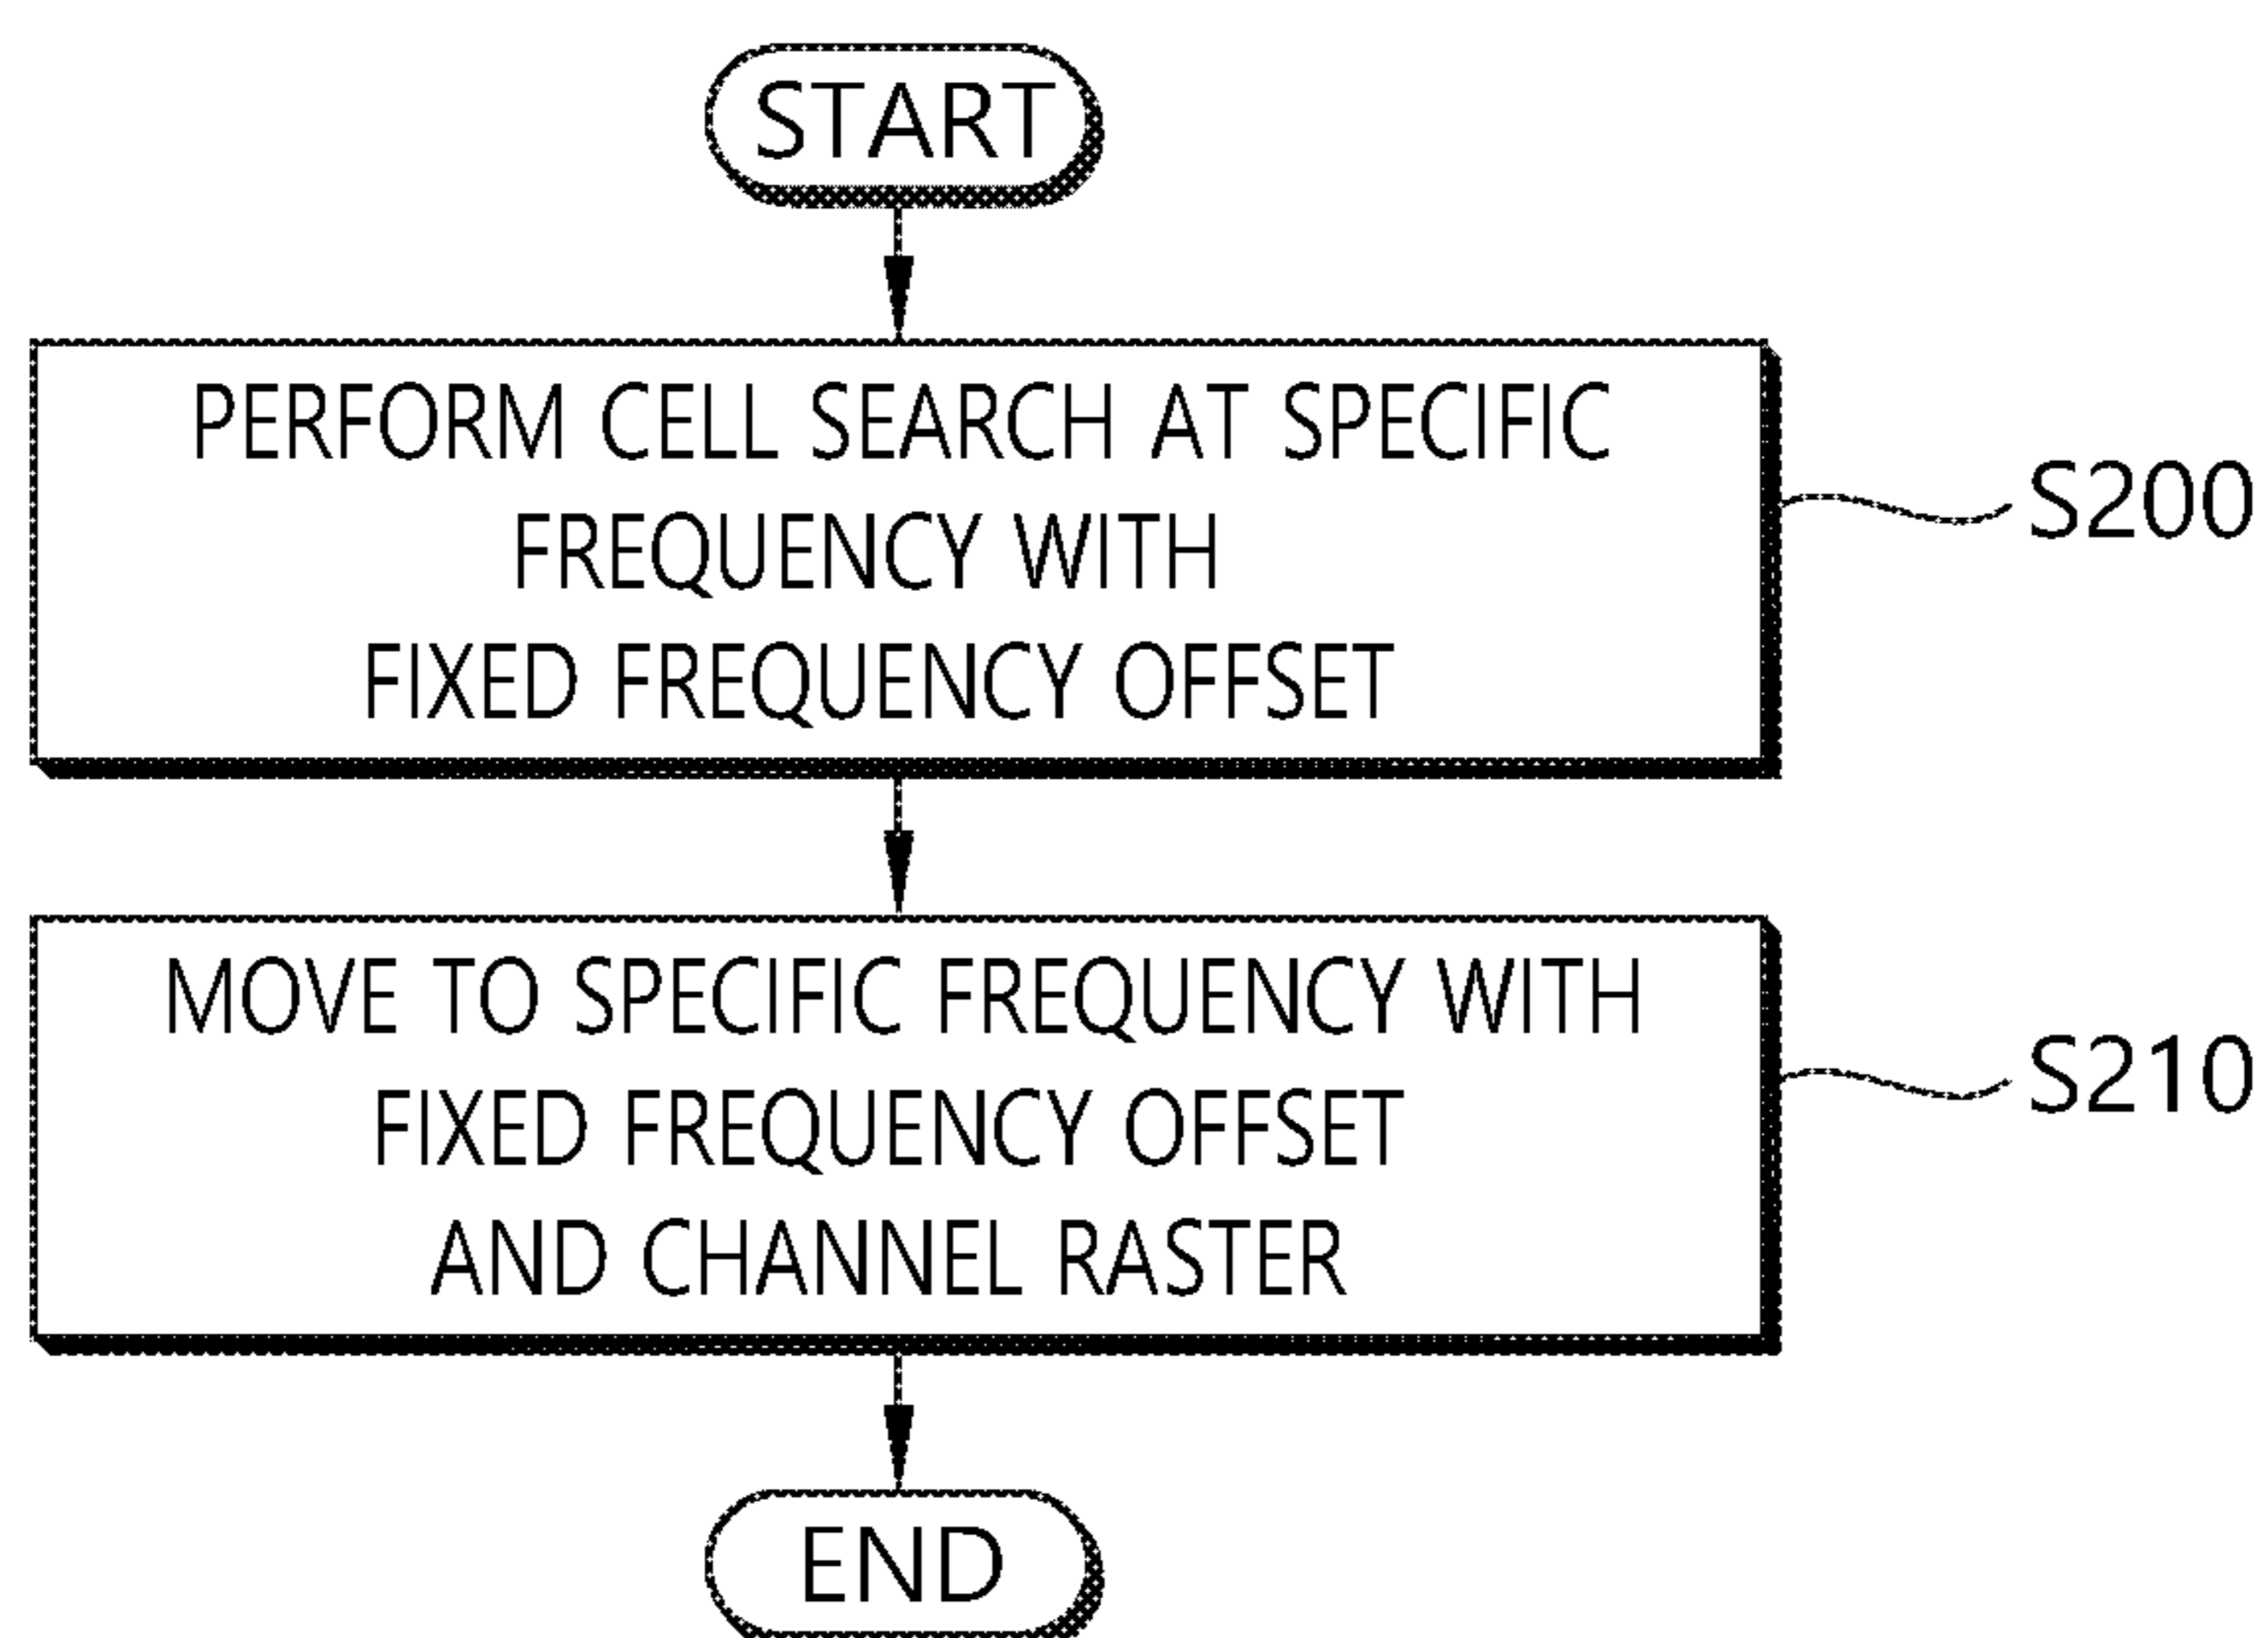 START
PERFORM CELL SEARCH AT SPECIFIC
FREQUENCY WITH
FIXED FREQUENCY OFFSET
S200
MOVE TO SPECIFIC FREQUENCY WITH
FIXED FREQUENCY OFFSET
AND CHANNEL RASTER
S210
END